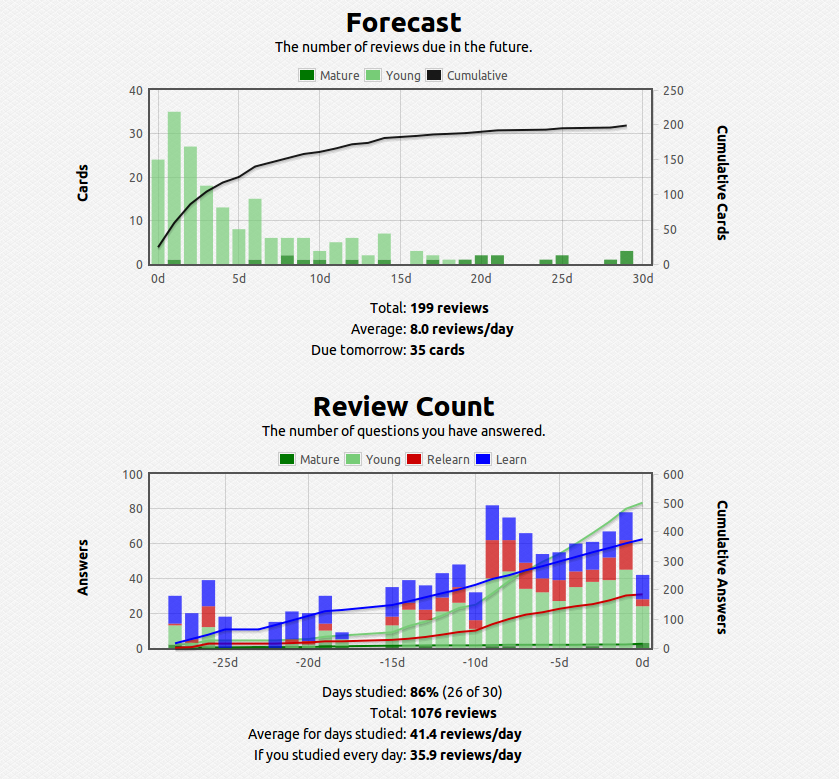 Forecast
The number of reviews due in the future.
Mature Young Cumulative
40 250
200
30
150
20
100
10
50
0 0
0d 5d 10d 15d 20d 25d 30d
Cards
Cumulative Cards
Total: 199 reviews
Average: 8.0 reviews/day
Due tomorrow: 35 cards
Review Count
The number of questions you have answered.
Mature Young Relearn Learn
100 600
500
80
400
60
300
40
200
20
100
0 0
-25d -20d -15d -10d -5d 0d
Answers
Cumulative Answers
Days studied: 86% (26 of 30)
Total: 1076 reviews
Average for days studied: 41.4 reviews/day
If you studied every day: 35.9 reviews/day